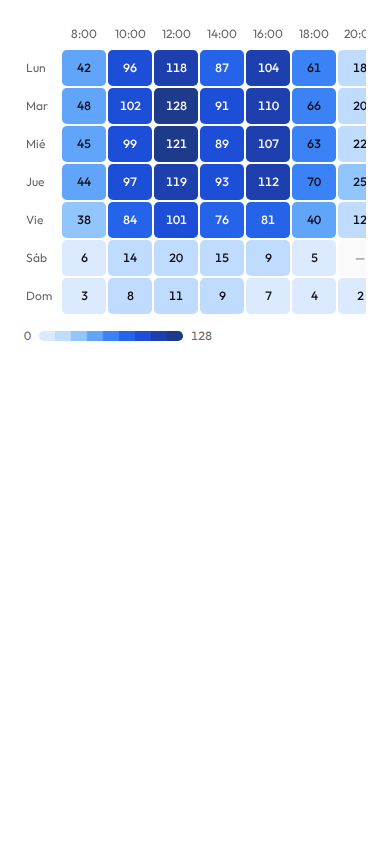 8:00 10:00 12:00 14:00 16:00 18:00 20:0
Lun 42 96 118 87 104 61 18
Mar 48 102 128 91 110 66 20
Mié 45 99 121 89 107 63 22
Jue 44 97 119 93 112 70 25
Vie 38 84 101 76 81 40 12
Sáb 6 14 20 15 9 5 —
Dom 3 8 11 9 7 4 2
0 128